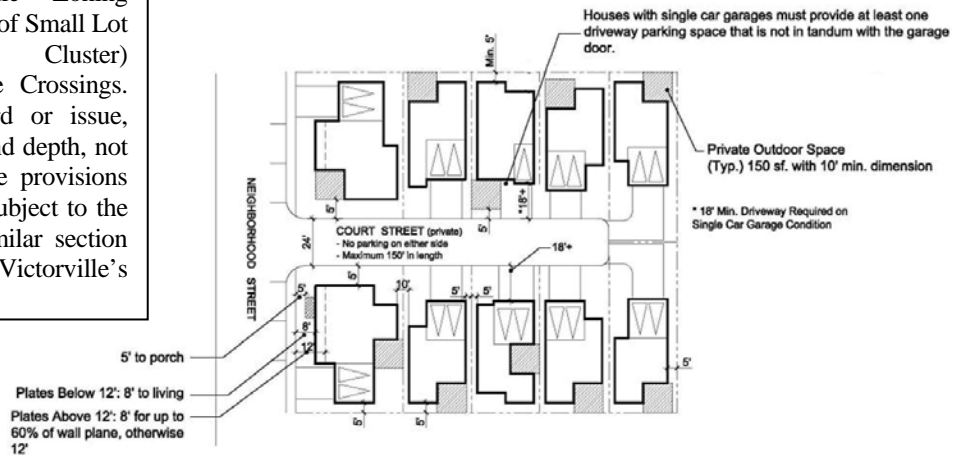 of Small Lot
Cluster)
Crossings.
or issue,
nd depth, not
provisions
subject to the
section
Victorville's
Houses with single car garages must provide at least one
driveway parking space that is not in tandum with the garage
door.
Min. 5'
Private Outdoor Space
(Typ.) 150 sf. with 10' min. dimension
* 18' Min. Driveway Required on
Single Car Garage Condition
NEIGHBORHOOD STREET
5'
5'
*18'+
24'
COURT STREET (private)
- No parking on either side
- Maximum 150' in length
18'+
5'
5'
10'
5'
5'
8'
12'
5'
5'
5'
5' to porch
Plates Below 12': 8' to living
Plates Above 12': 8' for up to
60% of wall plane, otherwise
12'